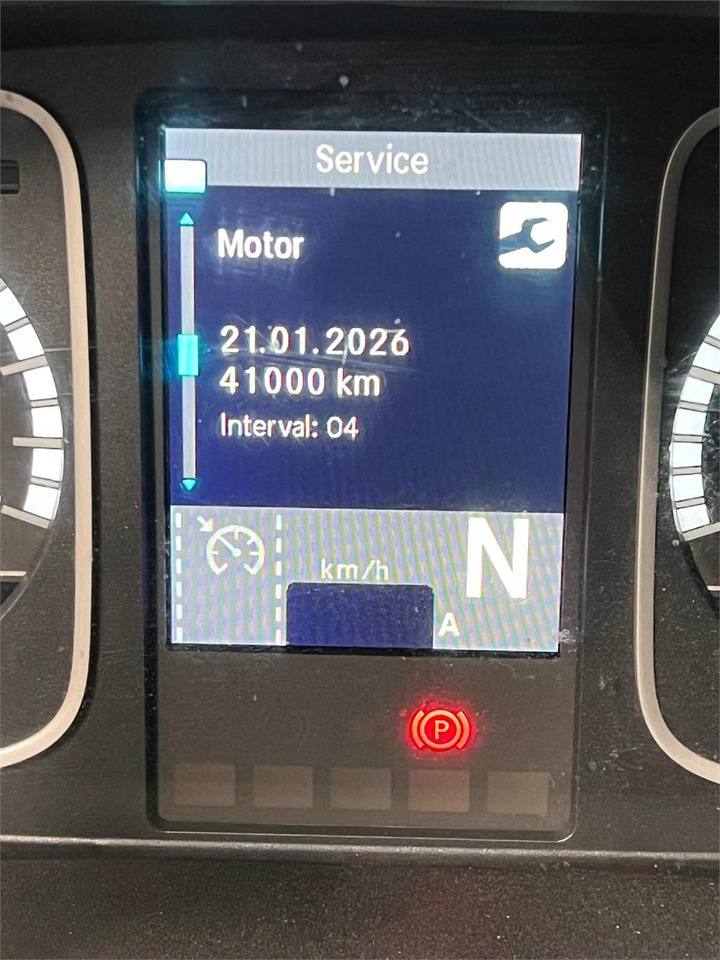 Service
Motor
21.01.2026
41000 km
Interval: 04
km/h
N
A
P